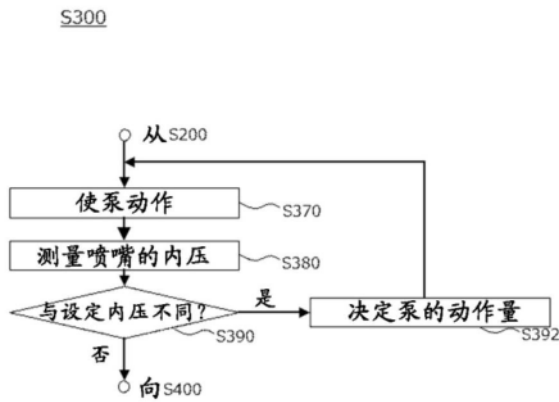 S300
从S200
使泵动作
S370
测量喷嘴的内压
S380
与设定内压不同?
S390
是
决定泵的动作量
S392
否
向S400